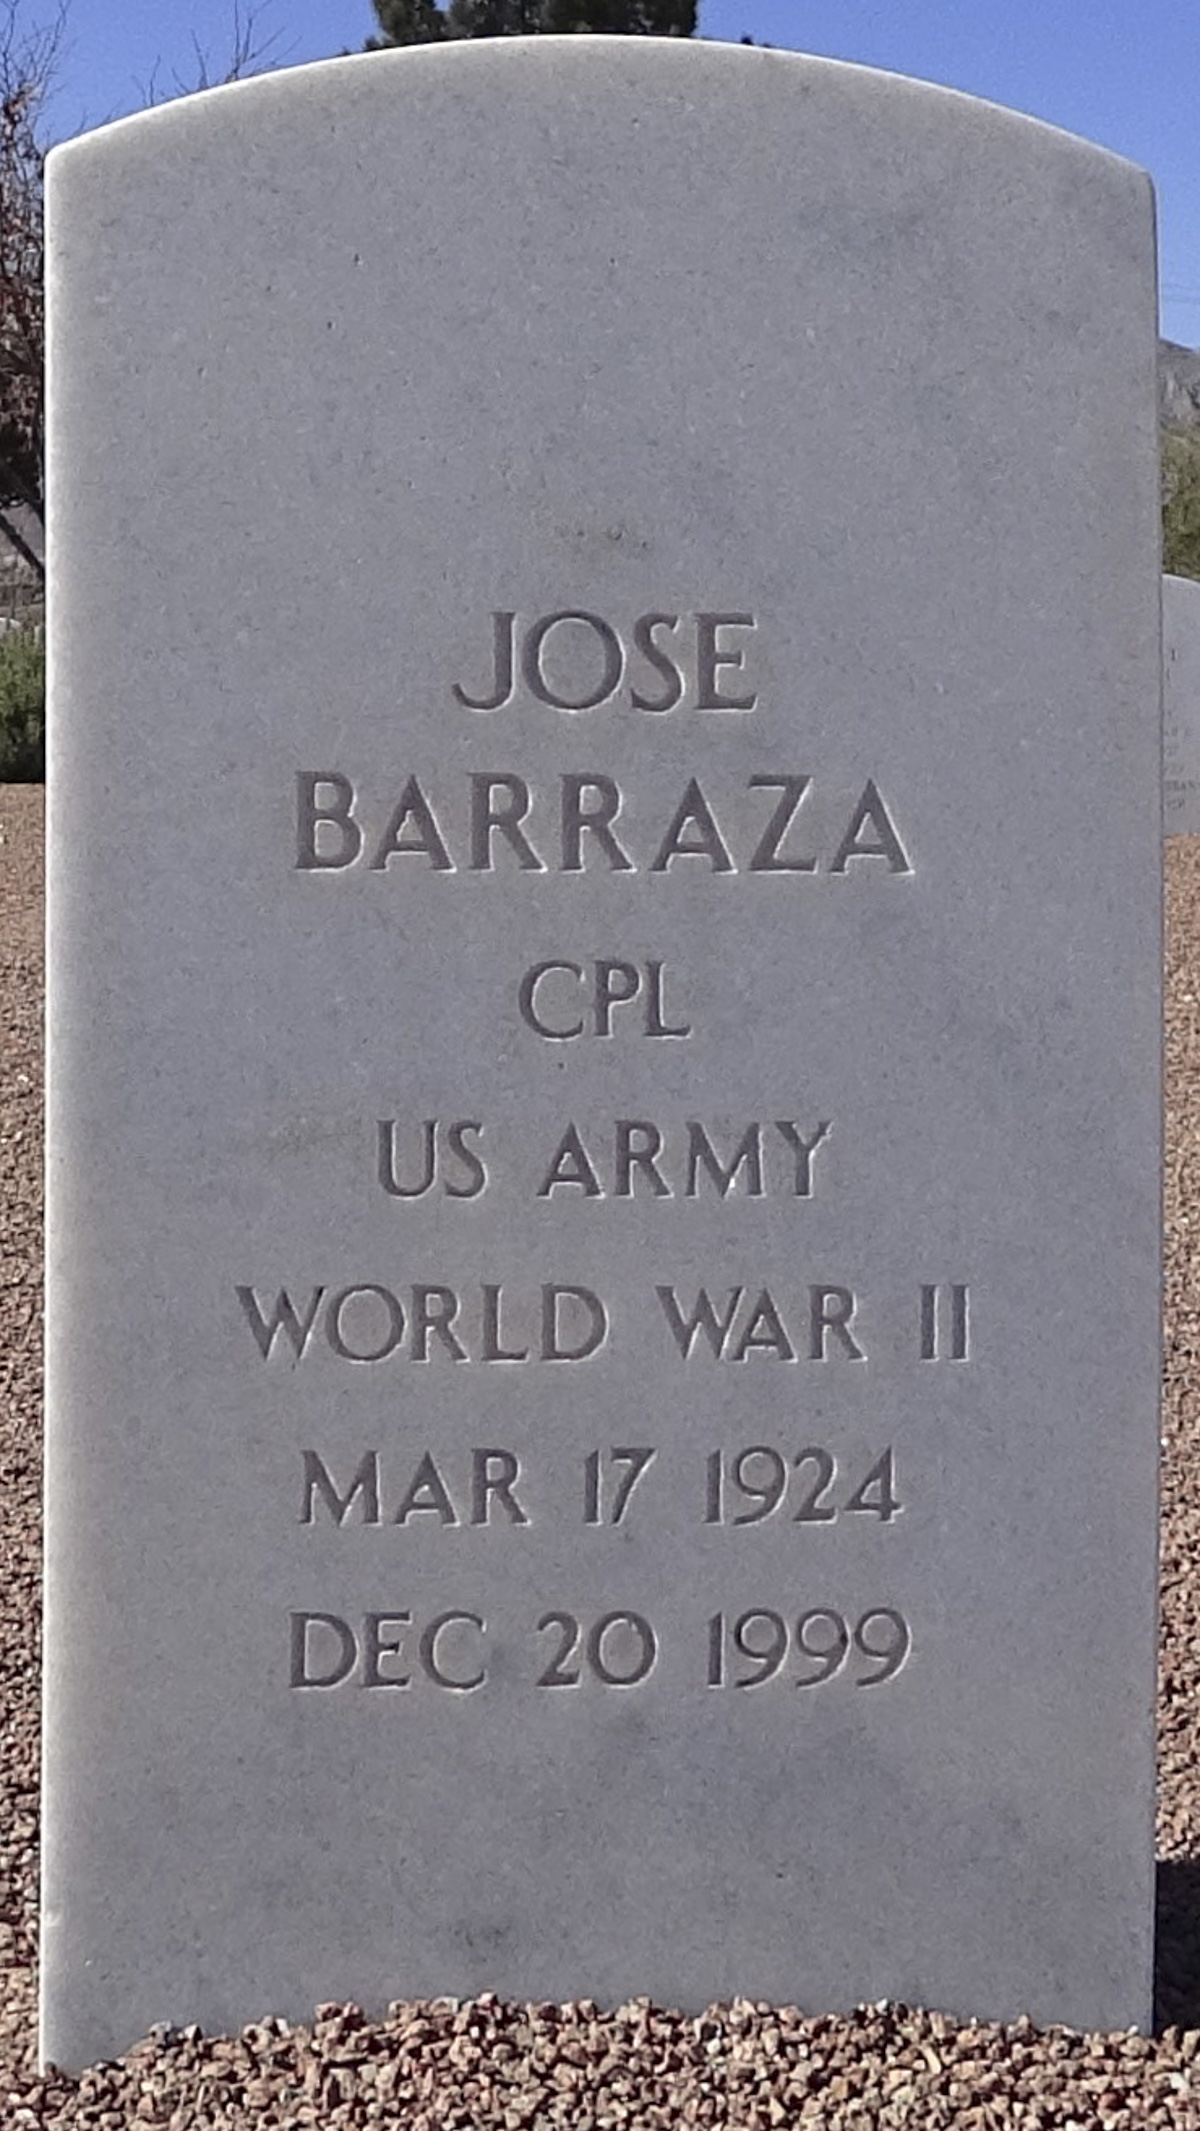 JOSE
BARRAZA
CPL
US ARMY
WORLD WAR II
MAR 17 1924
DEC 20 1999